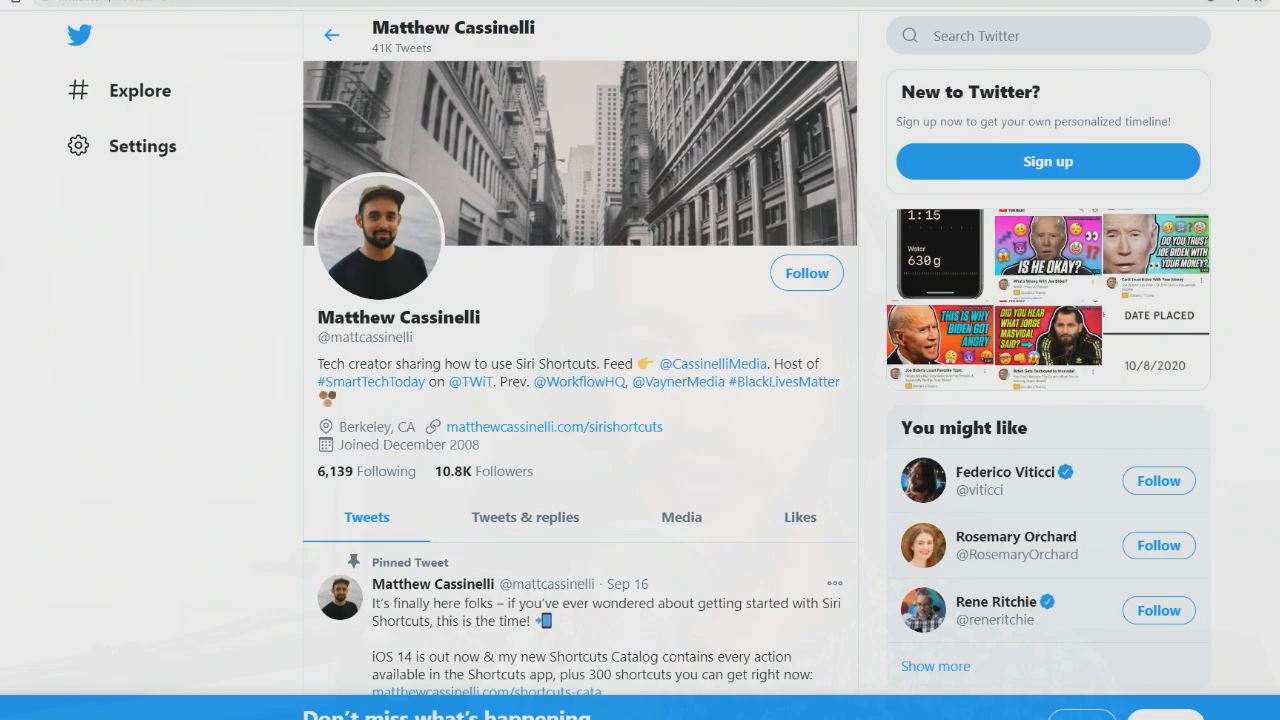 Matthew Cassinelli
41K Tweets
Explore
Settings
Follow
Matthew Cassinelli
@mattcassinelli
Tech creator sharing how to use Siri Shortcuts. Feed 👉 @CassinelliMedia. Host of
#SmartTechToday on @TWiT. Prev. @WorkflowHQ, @VaynerMedia #BlackLivesMatter
Berkeley, CA matthewcassinelli.com/sirishortcuts
Joined December 2008
6,139 Following 10.8K Followers
Tweets Tweets & replies Media Likes
Pinned Tweet
Matthew Cassinelli @mattcassinelli · Sep 16
It's finally here folks – if you've ever wondered about getting started with Siri
Shortcuts, this is the time! 📲
iOS 14 is out now & my new Shortcuts Catalog contains every action
available in the Shortcuts app, plus 300 shortcuts you can get right now:
matthewcassinelli.com/shortcuts-cata
Don't miss what's happening
Search Twitter
New to Twitter?
Sign up now to get your own personalized timeline!
Sign up
1:15
Water
630g
IS HE OKAY?
DO YOU TRUST
JOE BIDEN WITH
YOUR MONEY?
THIS IS WHY
BIDEN GOT
ANGRY
DID YOU HEAR
WHAT JORGE
MASVIDAL
SAID?
DATE PLACED
10/8/2020
You might like
Federico Viticci
@viticci
Follow
Rosemary Orchard
@RosemaryOrchard
Follow
Rene Ritchie
@reneritchie
Follow
Show more